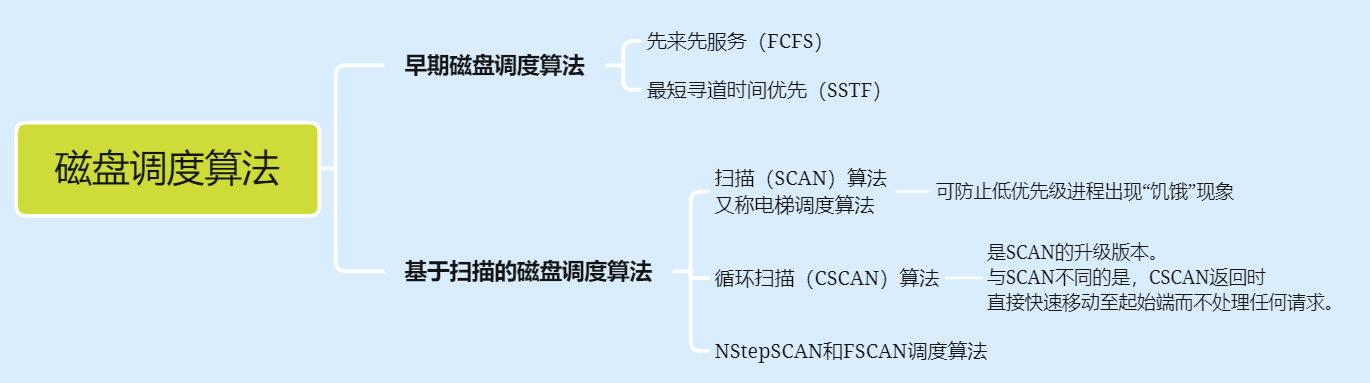 磁盘调度算法
早期磁盘调度算法
先来先服务（FCFS）
最短寻道时间优先（SSTF）
基于扫描的磁盘调度算法
扫描（SCAN）算法
又称电梯调度算法
可防止低优先级进程出现“饥饿”现象
循环扫描（CSCAN）算法
是SCAN的升级版本。
与SCAN不同的是，CSCAN返回时
直接快速移动至起始端而不处理任何请求。
NStepSCAN和FSCAN调度算法